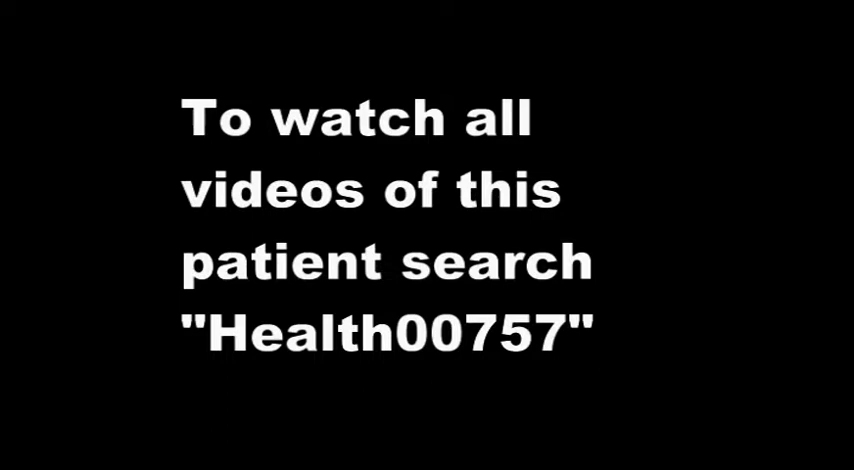 To watch all
videos of this
patient search
"Health00757"